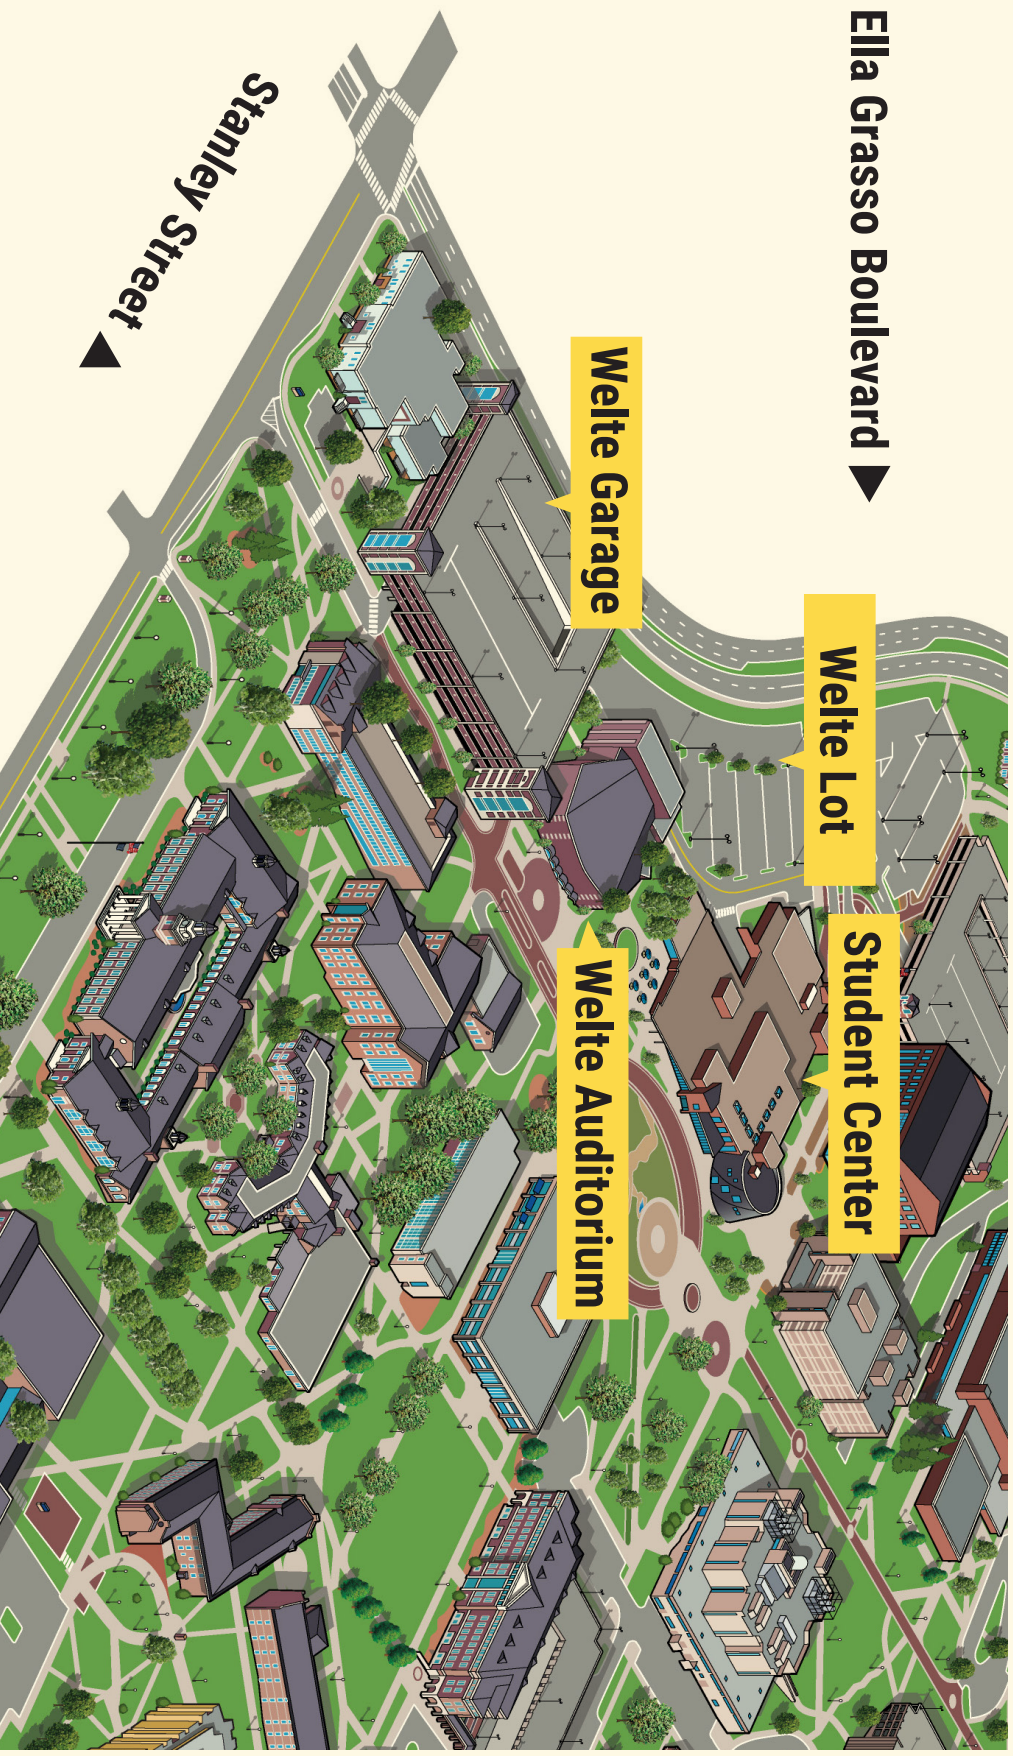 Ella Grasso Boulevard
Stanley Street
Welte Garage
Welte Lot
Student Center
Welte Auditorium